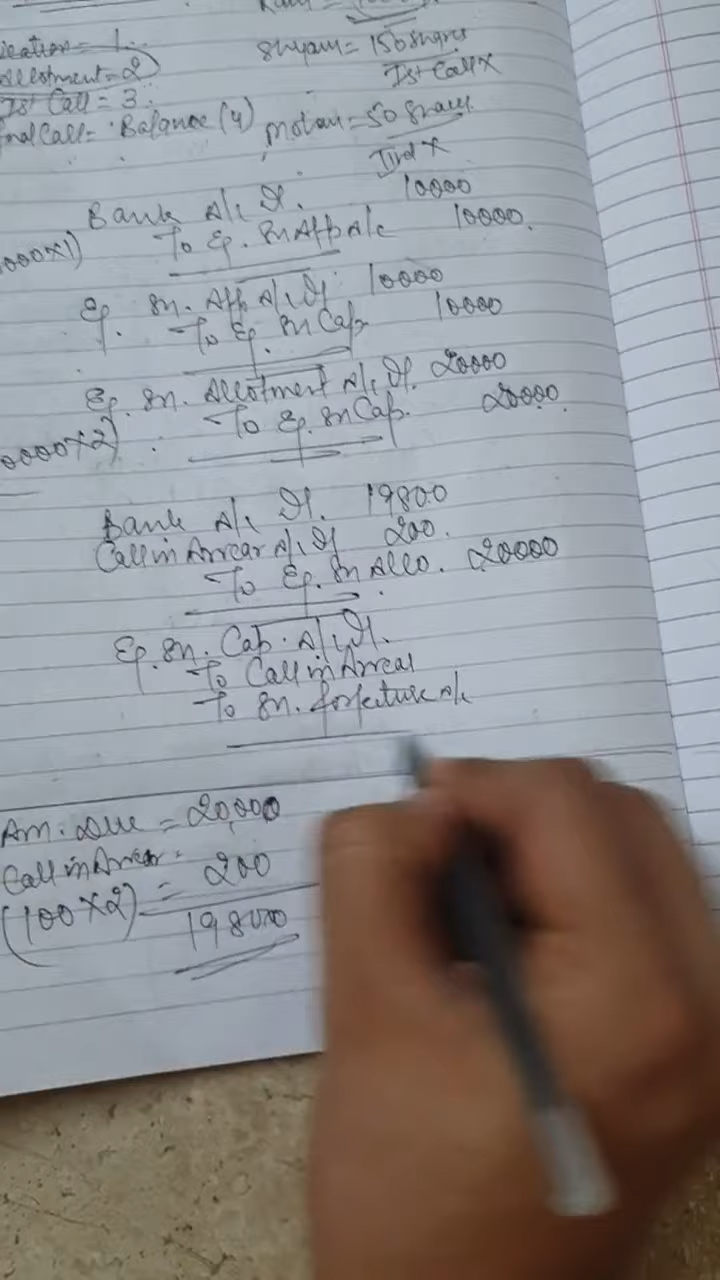 Shyam = 150 Shares
Ist Call X
Allotment = 2
Ist Call = 3
Final Call = Balance (4)
Mohan = 50 Share
IInd X
Bank A/c Dr. 10000
To Eq. Sh App A/c 10000
000x1)
Eq. Sh. App A/c Dr 10000
To Eq. Sh Cap 10000
Eq. Sh. Allotment A/c Dr. 20000
To Eq. Sh Cap. 20000
0000x2)
Bank A/c Dr. 19800
Call in Arrear A/c Dr 200
To Eq. Sh Allo. 20000
Eq. Sh. Cap. A/c Dr.
To Call in Arrear
To Sh. forfeiture A/c
Am. Due = 20,000
Call in Arrear
(100x2) = 200
19800